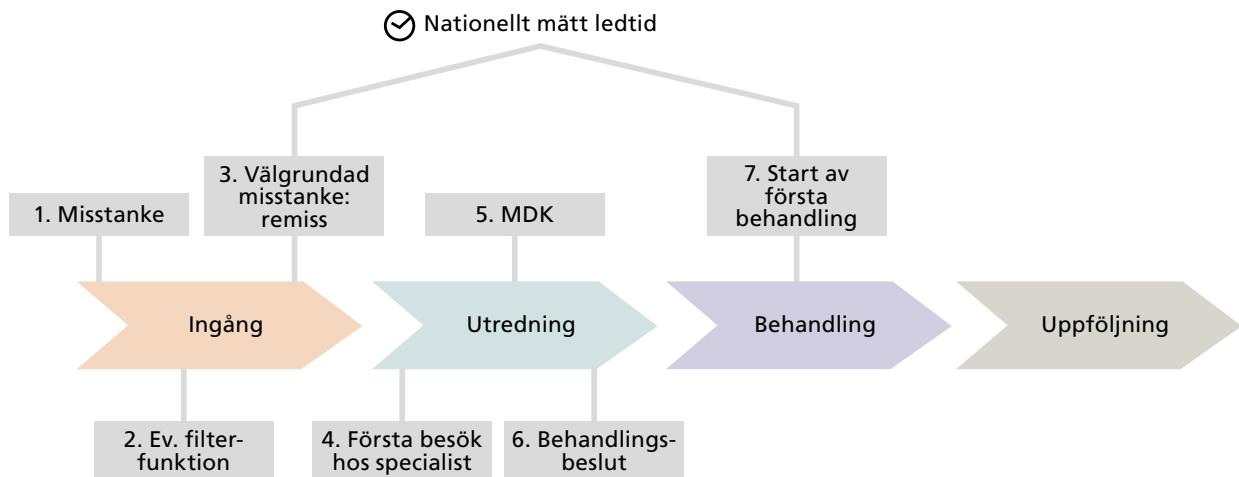 Nationellt mätt ledtid
3. Välgrundad
misstanke:
remiss
7. Start av
första
behandling
1. Misstanke
5. MDK
Ingång
Utredning
Behandling
Uppföljning
2. Ev. filter-
funktion
4. Första besök
hos specialist
6. Behandlings-
beslut